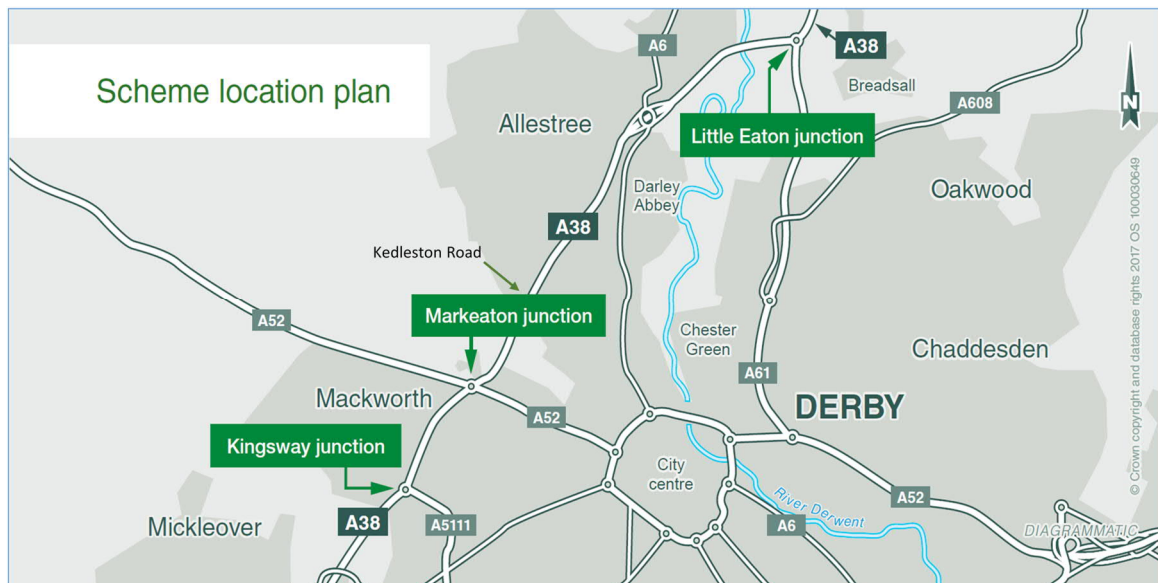 Scheme location plan
A6
A38
Breadsall
A608
N
Allestree
Little Eaton junction
Darley
Abbey
Oakwood
A38
Kedleston Road
Markeaton junction
A52
Chester
Green
Chaddesden
A61
Mackworth
A52
DERBY
Kingsway junction
City
centre
A52
River Derwent
Mickleover
A38
A5111
A6
DIAGRAMMATIC
© Crown copyright and database rights 2017 OS 100030649